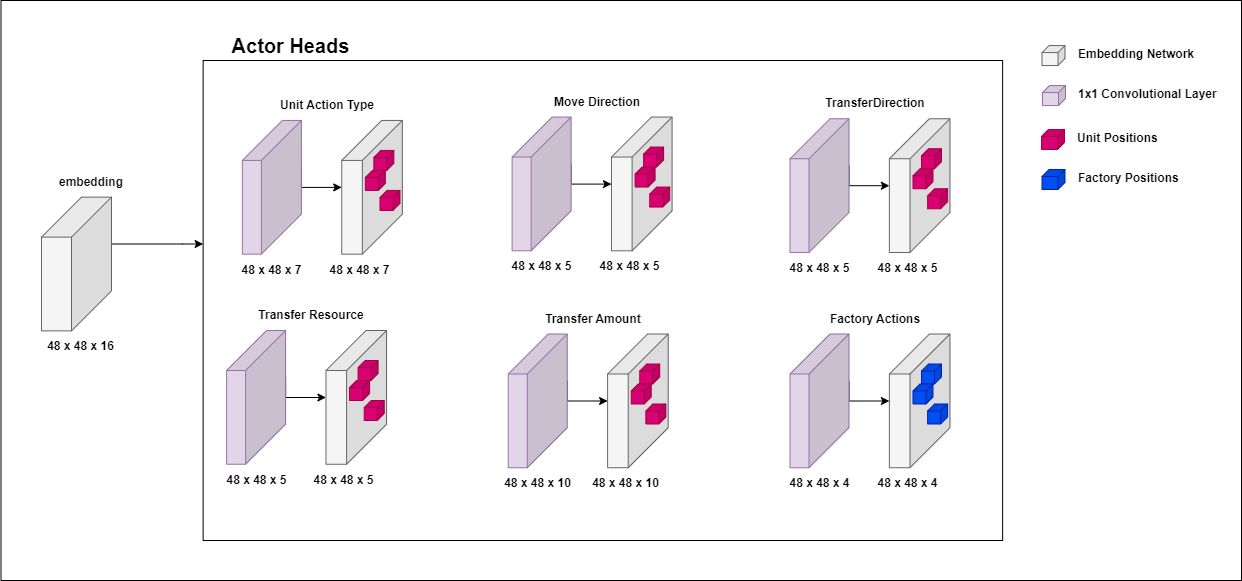 Actor Heads
embedding
48 x 48 x 16
Unit Action Type
48 x 48 x 7
48 x 48 x 7
Move Direction
48 x 48 x 5
48 x 48 x 5
TransferDirection
48 x 48 x 5
48 x 48 x 5
Transfer Resource
48 x 48 x 5
48 x 48 x 5
Transfer Amount
48 x 48 x 10
48 x 48 x 10
Factory Actions
48 x 48 x 4
48 x 48 x 4
Embedding Network
1x1 Convolutional Layer
Unit Positions
Factory Positions